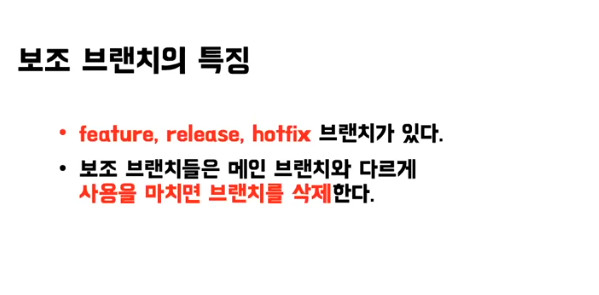 보조 브랜치의 특징
• feature, release, hotfix 브랜치가 있다.
• 보조 브랜치들은 메인 브랜치와 다르게
사용을 마치면 브랜치를 삭제한다.